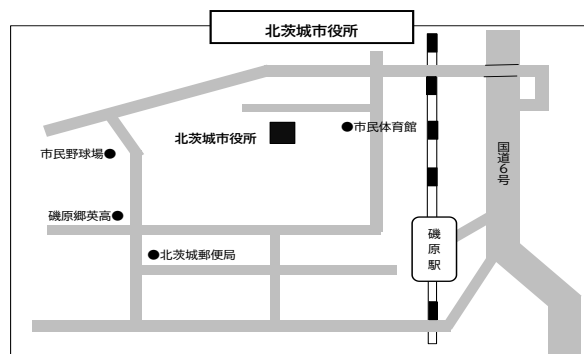 北茨城市役所
北茨城市役所
●市民体育館
市民野球場●
国道6号
磯原郷英高●
磯原駅
●北茨城郵便局